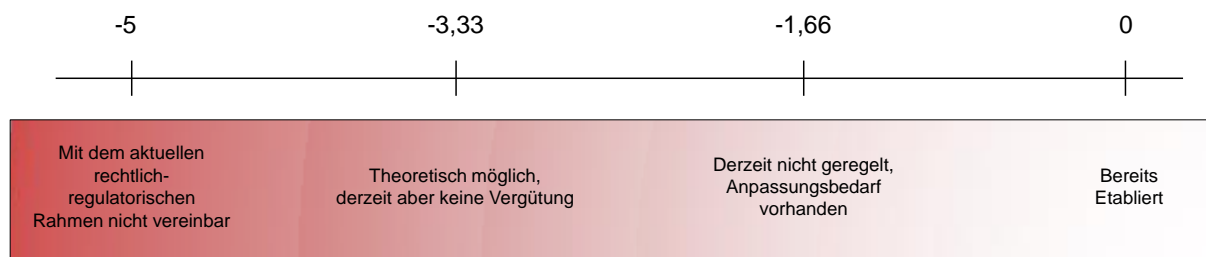 -5
-3,33
-1,66
0
Mit dem aktuellen
rechtlich-
regulatorischen
Rahmen nicht vereinbar
Theoretisch möglich,
derzeit aber keine Vergütung
Derzeit nicht geregelt,
Anpassungsbedarf
vorhanden
Bereits
Etabliert